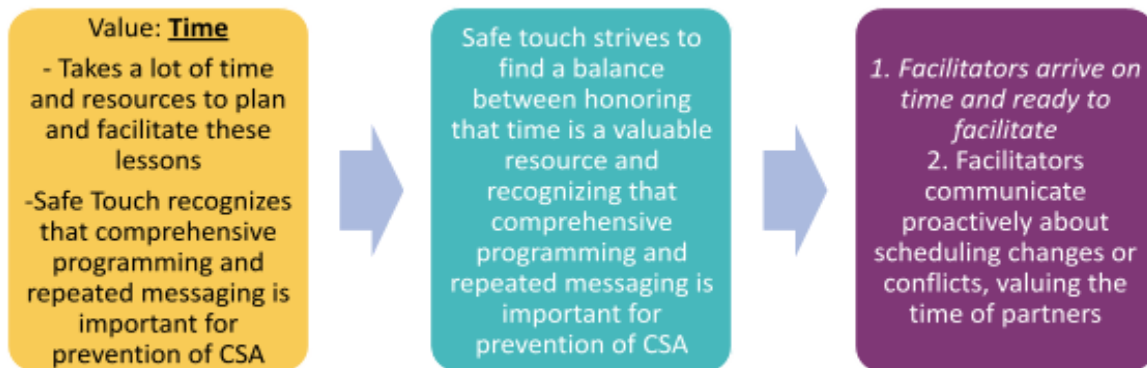 Value: Time
- Takes a lot of time
and resources to plan
and facilitate these
lessons
-Safe Touch recognizes
that comprehensive
programming and
repeated messaging is
important for
prevention of CSA
Safe touch strives to
find a balance
between honoring
that time is a valuable
resource and
recognizing that
comprehensive
programming and
repeated messaging is
important for
prevention of CSA
1. Facilitators arrive on
time and ready to
facilitate
2. Facilitators
communicate
proactively about
scheduling changes or
conflicts, valuing the
time of partners